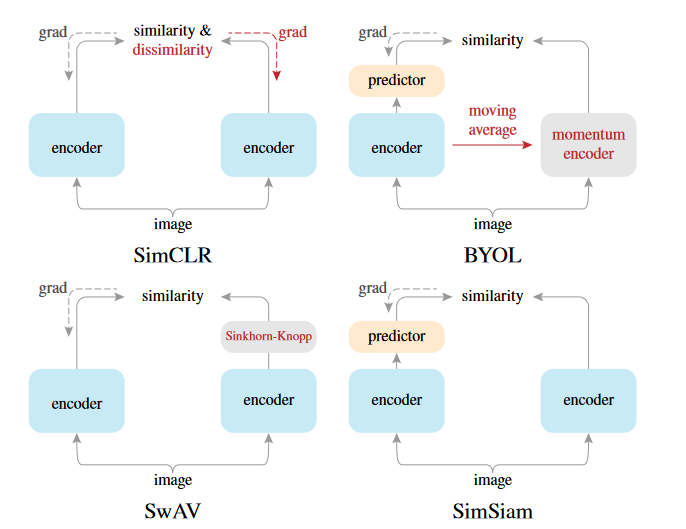 grad
similarity &
dissimilarity
grad
encoder
encoder
image
SimCLR
grad
similarity
predictor
encoder
moving
average
momentum
encoder
image
BYOL
grad
similarity
Sinkhorn-Knopp
encoder
encoder
image
SwAV
grad
similarity
predictor
encoder
encoder
image
SimSiam